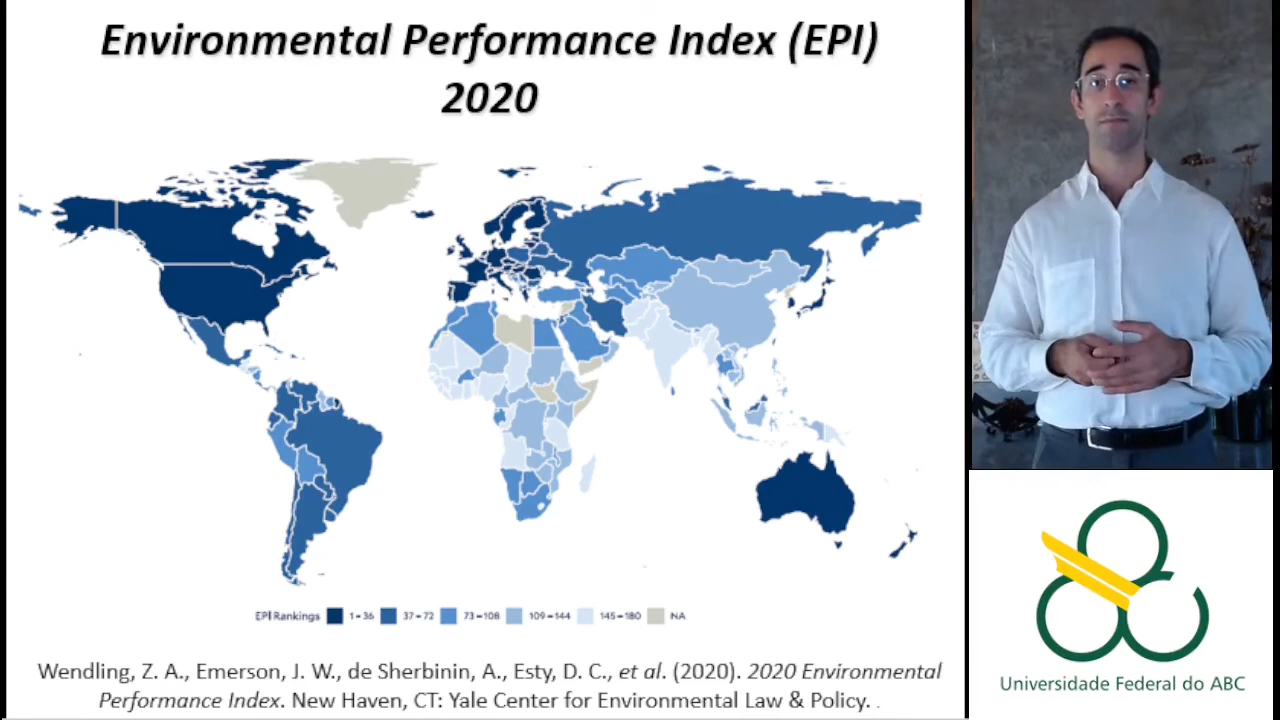 Environmental Performance Index (EPI)
2020
EPI Rankings 1-36 37-72 73-108 109-144 145-180 NA
Wendling, Z. A., Emerson, J. W., de Sherbinin, A., Esty, D. C., et al. (2020). 2020 Environmental
Performance Index. New Haven, CT: Yale Center for Environmental Law & Policy. .
Universidade Federal do ABC